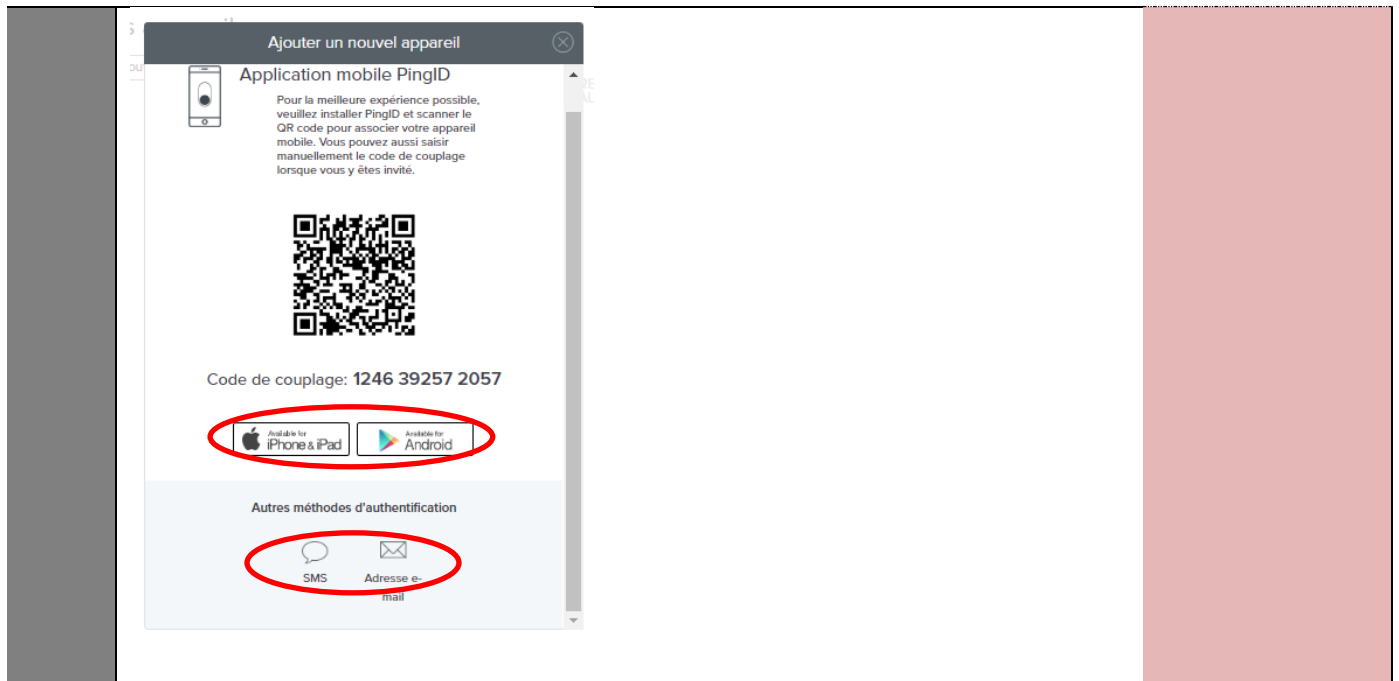 Ajouter un nouvel appareil
Application mobile PingID
Pour la meilleure expérience possible,
veuillez installer PingID et scanner le
QR code pour associer votre appareil
mobile. Vous pouvez aussi saisir
manuellement le code de couplage
lorsque vous y êtes invité.
Code de couplage: 1246 39257 2057
Available for
iPhone & iPad
Available for
Android
Autres méthodes d'authentification
SMS
Adresse e-
mail